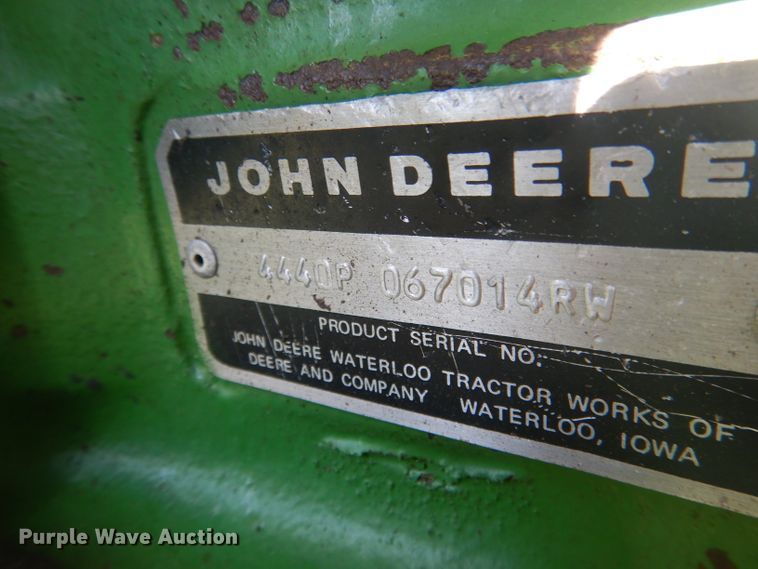 JOHN DEERE
4440P 067014RW
PRODUCT SERIAL NO.
JOHN DEERE WATERLOO TRACTOR WORKS OF
DEERE AND COMPANY WATERLOO, IOWA
Purple Wave Auction